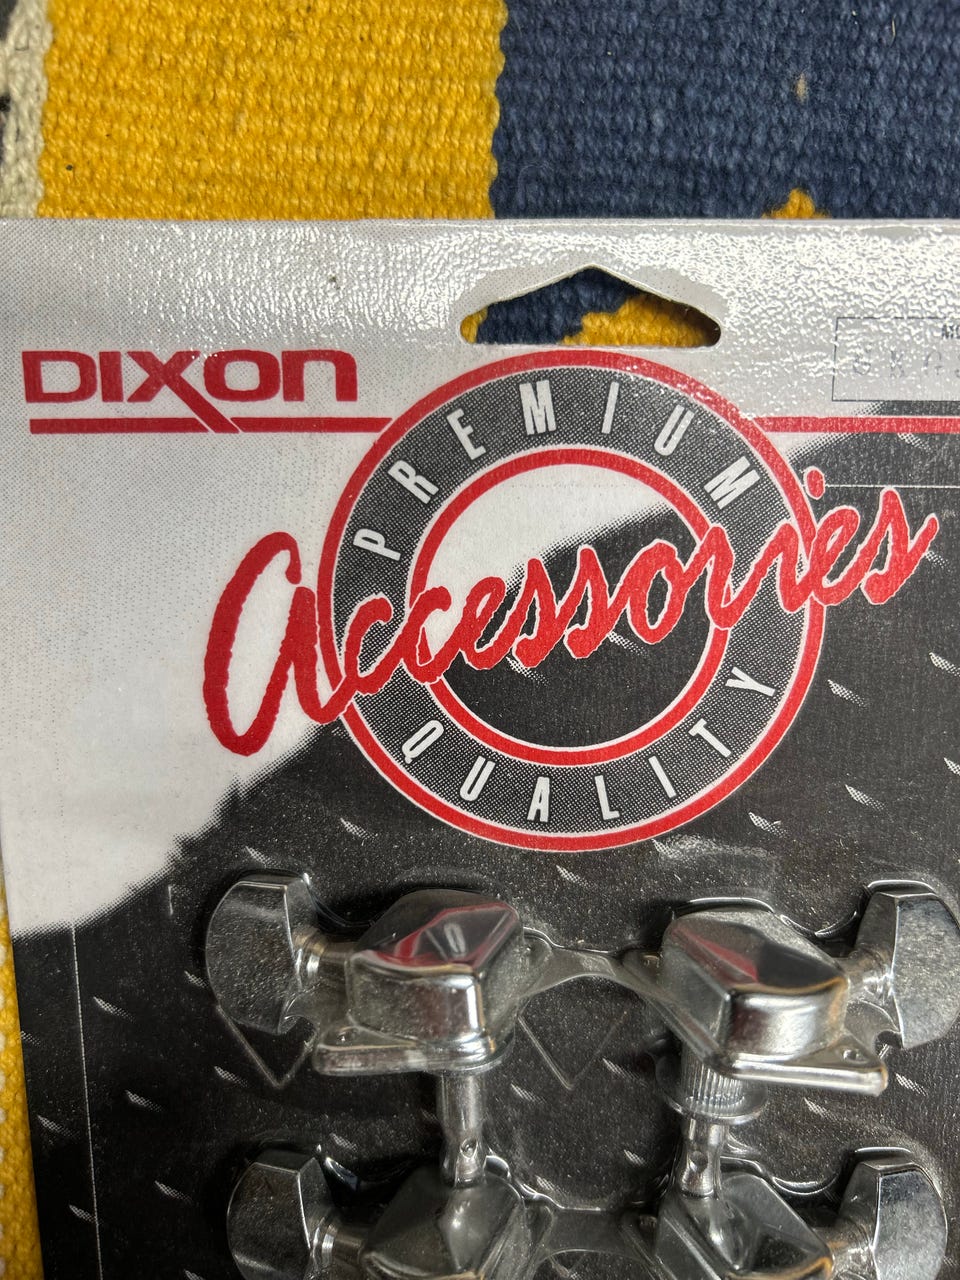 DIXON
PREMIUM
Accessories
QUALITY